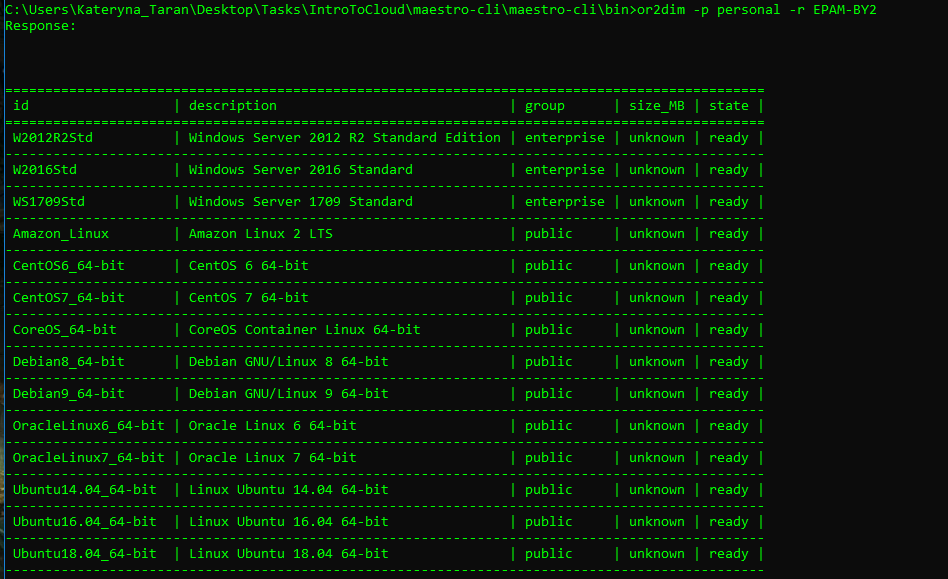 C:\Users\Kateryna_Taran\Desktop\Tasks\IntroToCloud\maestro-cli\maestro-cli\bin>or2dim -p personal -r EPAM-BY2
Response:
===============================================================================================
id | description | group | size_MB | state |
===============================================================================================
W2012R2Std | Windows Server 2012 R2 Standard Edition | enterprise | unknown | ready |
-----------------------------------------------------------------------------------------------
W2016Std | Windows Server 2016 Standard | enterprise | unknown | ready |
-----------------------------------------------------------------------------------------------
WS1709Std | Windows Server 1709 Standard | enterprise | unknown | ready |
-----------------------------------------------------------------------------------------------
Amazon_Linux | Amazon Linux 2 LTS | public | unknown | ready |
-----------------------------------------------------------------------------------------------
CentOS6_64-bit | CentOS 6 64-bit | public | unknown | ready |
-----------------------------------------------------------------------------------------------
CentOS7_64-bit | CentOS 7 64-bit | public | unknown | ready |
-----------------------------------------------------------------------------------------------
CoreOS_64-bit | CoreOS Container Linux 64-bit | public | unknown | ready |
-----------------------------------------------------------------------------------------------
Debian8_64-bit | Debian GNU/Linux 8 64-bit | public | unknown | ready |
-----------------------------------------------------------------------------------------------
Debian9_64-bit | Debian GNU/Linux 9 64-bit | public | unknown | ready |
-----------------------------------------------------------------------------------------------
OracleLinux6_64-bit | Oracle Linux 6 64-bit | public | unknown | ready |
-----------------------------------------------------------------------------------------------
OracleLinux7_64-bit | Oracle Linux 7 64-bit | public | unknown | ready |
-----------------------------------------------------------------------------------------------
Ubuntu14.04_64-bit | Linux Ubuntu 14.04 64-bit | public | unknown | ready |
-----------------------------------------------------------------------------------------------
Ubuntu16.04_64-bit | Linux Ubuntu 16.04 64-bit | public | unknown | ready |
-----------------------------------------------------------------------------------------------
Ubuntu18.04_64-bit | Linux Ubuntu 18.04 64-bit | public | unknown | ready |
-----------------------------------------------------------------------------------------------